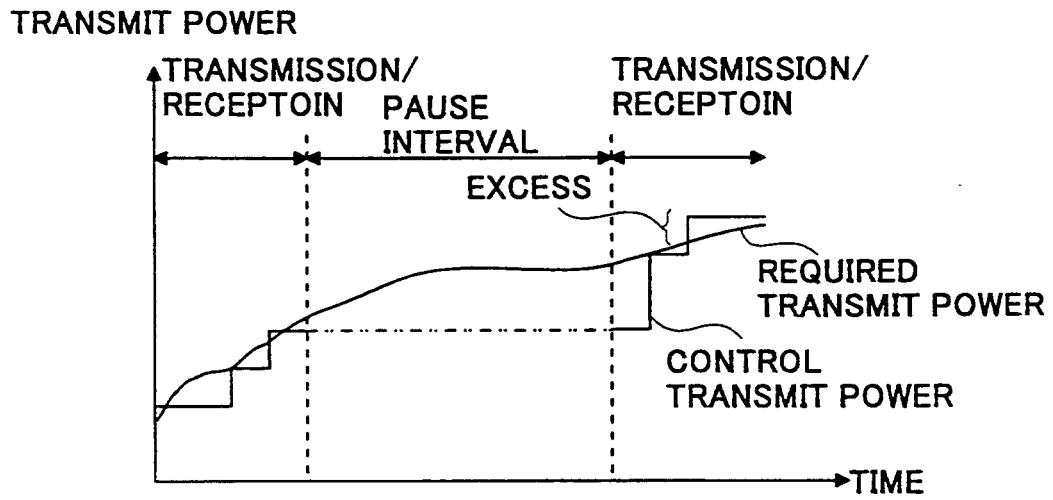 TRANSMIT POWER
TRANSMISSION/
RECEPTOIN
PAUSE
INTERVAL
TRANSMISSION/
RECEPTOIN
EXCESS
REQUIRED
TRANSMIT POWER
CONTROL
TRANSMIT POWER
TIME